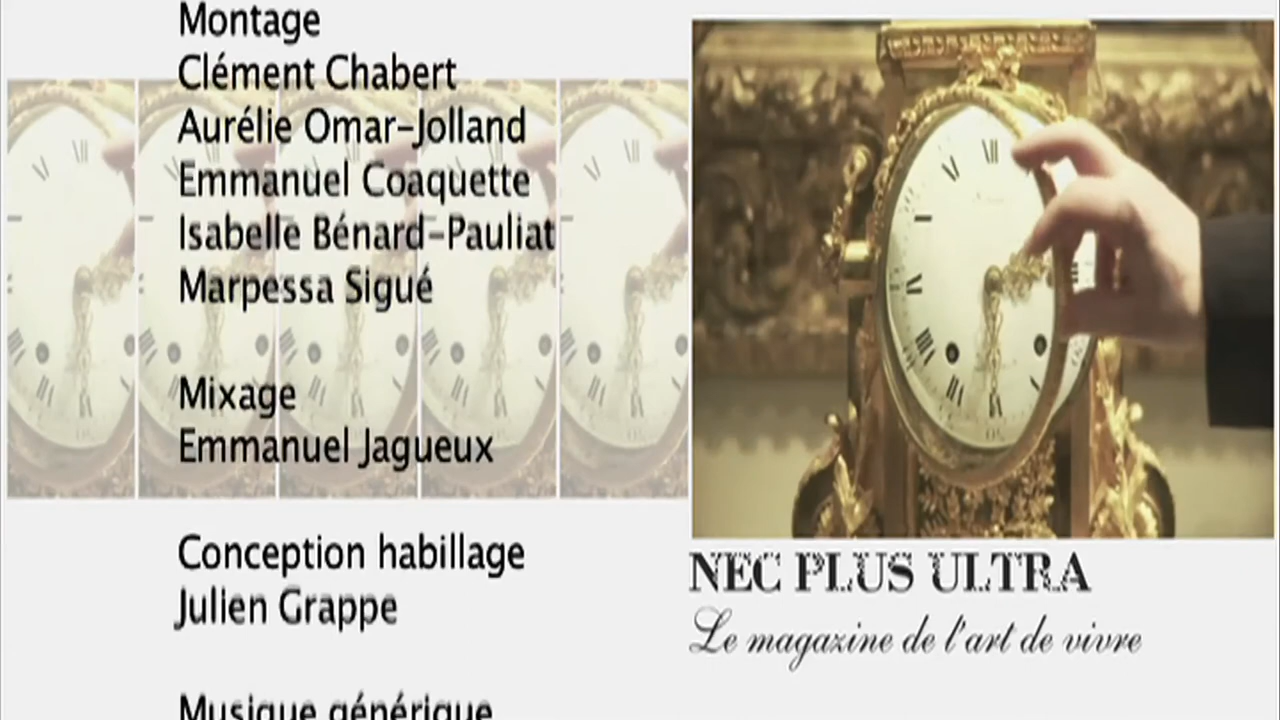 Montage
Clément Chabert
Aurélie Omar-Jolland
Emmanuel Coaquette
Isabelle Bénard-Pauliat
Marpessa Sigué
Mixage
Emmanuel Jagueux
Conception habillage
Julien Grappe
Musique générique
NEC PLUS ULTRA
Le magazine de l'art de vivre